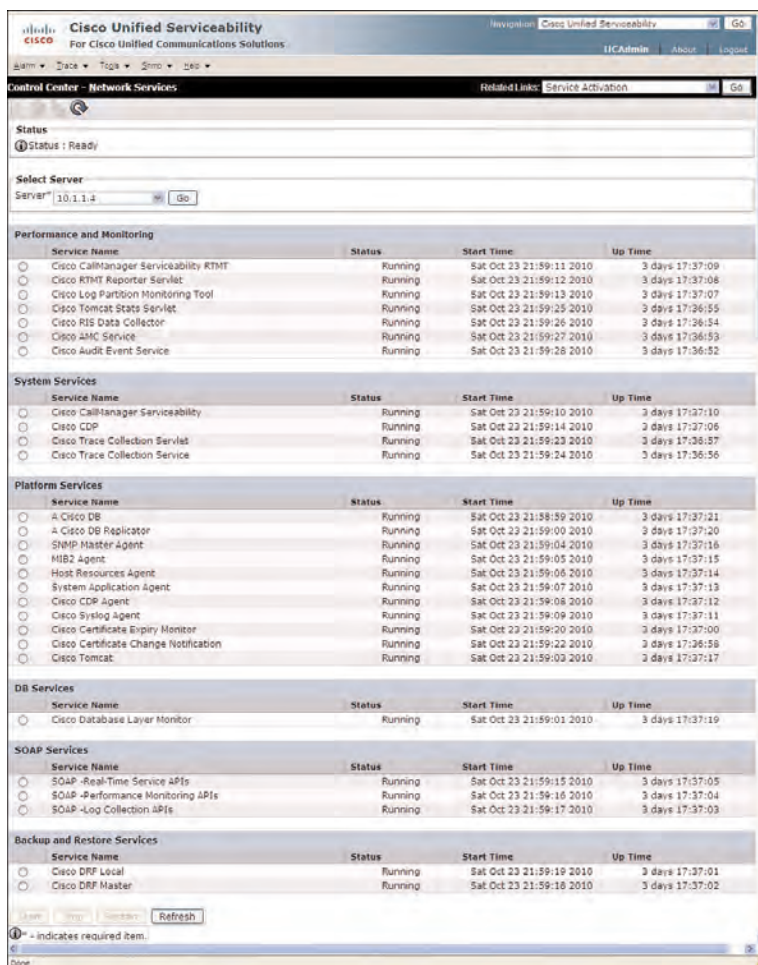 Cisco Unified Serviceability
For Cisco Unified Communications Solutions
CISCO
Navigation Cisco Unified Serviceability Go
UCAdmin About Logout
Alarm Trace Tools Snmp Help
Control Center - Network Services Related Links: Service Activation Go
Status
Status : Ready
Select Server
Server* 10.1.1.4 Go
Performance and Monitoring
Service Name Status Start Time Up Time
Cisco CallManager Serviceability RTMT Running Sat Oct 23 21:59:11 2010 3 days 17:37:09
Cisco RTMT Reporter Servlet Running Sat Oct 23 21:59:12 2010 3 days 17:37:08
Cisco Log Partition Monitoring Tool Running Sat Oct 23 21:59:13 2010 3 days 17:37:07
Cisco Tomcat Stats Servlet Running Sat Oct 23 21:59:25 2010 3 days 17:36:55
Cisco RIS Data Collector Running Sat Oct 23 21:59:26 2010 3 days 17:36:54
Cisco AMC Service Running Sat Oct 23 21:59:27 2010 3 days 17:36:53
Cisco Audit Event Service Running Sat Oct 23 21:59:28 2010 3 days 17:36:52
System Services
Service Name Status Start Time Up Time
Cisco CallManager Serviceability Running Sat Oct 23 21:59:10 2010 3 days 17:37:10
Cisco CDP Running Sat Oct 23 21:59:14 2010 3 days 17:37:06
Cisco Trace Collection Servlet Running Sat Oct 23 21:59:23 2010 3 days 17:36:57
Cisco Trace Collection Service Running Sat Oct 23 21:59:24 2010 3 days 17:36:56
Platform Services
Service Name Status Start Time Up Time
A Cisco DB Running Sat Oct 23 21:58:59 2010 3 days 17:37:21
A Cisco DB Replicator Running Sat Oct 23 21:59:00 2010 3 days 17:37:20
SNMP Master Agent Running Sat Oct 23 21:59:04 2010 3 days 17:37:16
MIB2 Agent Running Sat Oct 23 21:59:05 2010 3 days 17:37:15
Host Resources Agent Running Sat Oct 23 21:59:06 2010 3 days 17:37:14
System Application Agent Running Sat Oct 23 21:59:07 2010 3 days 17:37:13
Cisco CDP Agent Running Sat Oct 23 21:59:08 2010 3 days 17:37:12
Cisco Syslog Agent Running Sat Oct 23 21:59:09 2010 3 days 17:37:11
Cisco Certificate Expiry Monitor Running Sat Oct 23 21:59:20 2010 3 days 17:37:00
Cisco Certificate Change Notification Running Sat Oct 23 21:59:22 2010 3 days 17:36:58
Cisco Tomcat Running Sat Oct 23 21:59:03 2010 3 days 17:37:17
DB Services
Service Name Status Start Time Up Time
Cisco Database Layer Monitor Running Sat Oct 23 21:59:01 2010 3 days 17:37:19
SOAP Services
Service Name Status Start Time Up Time
SOAP -Real-Time Service APIs Running Sat Oct 23 21:59:15 2010 3 days 17:37:05
SOAP -Performance Monitoring APIs Running Sat Oct 23 21:59:16 2010 3 days 17:37:04
SOAP -Log Collection APIs Running Sat Oct 23 21:59:17 2010 3 days 17:37:03
Backup and Restore Services
Service Name Status Start Time Up Time
Cisco DRF Local Running Sat Oct 23 21:59:19 2010 3 days 17:37:01
Cisco DRF Master Running Sat Oct 23 21:59:18 2010 3 days 17:37:02
Start Stop Restart Refresh
* - indicates required item.
Done